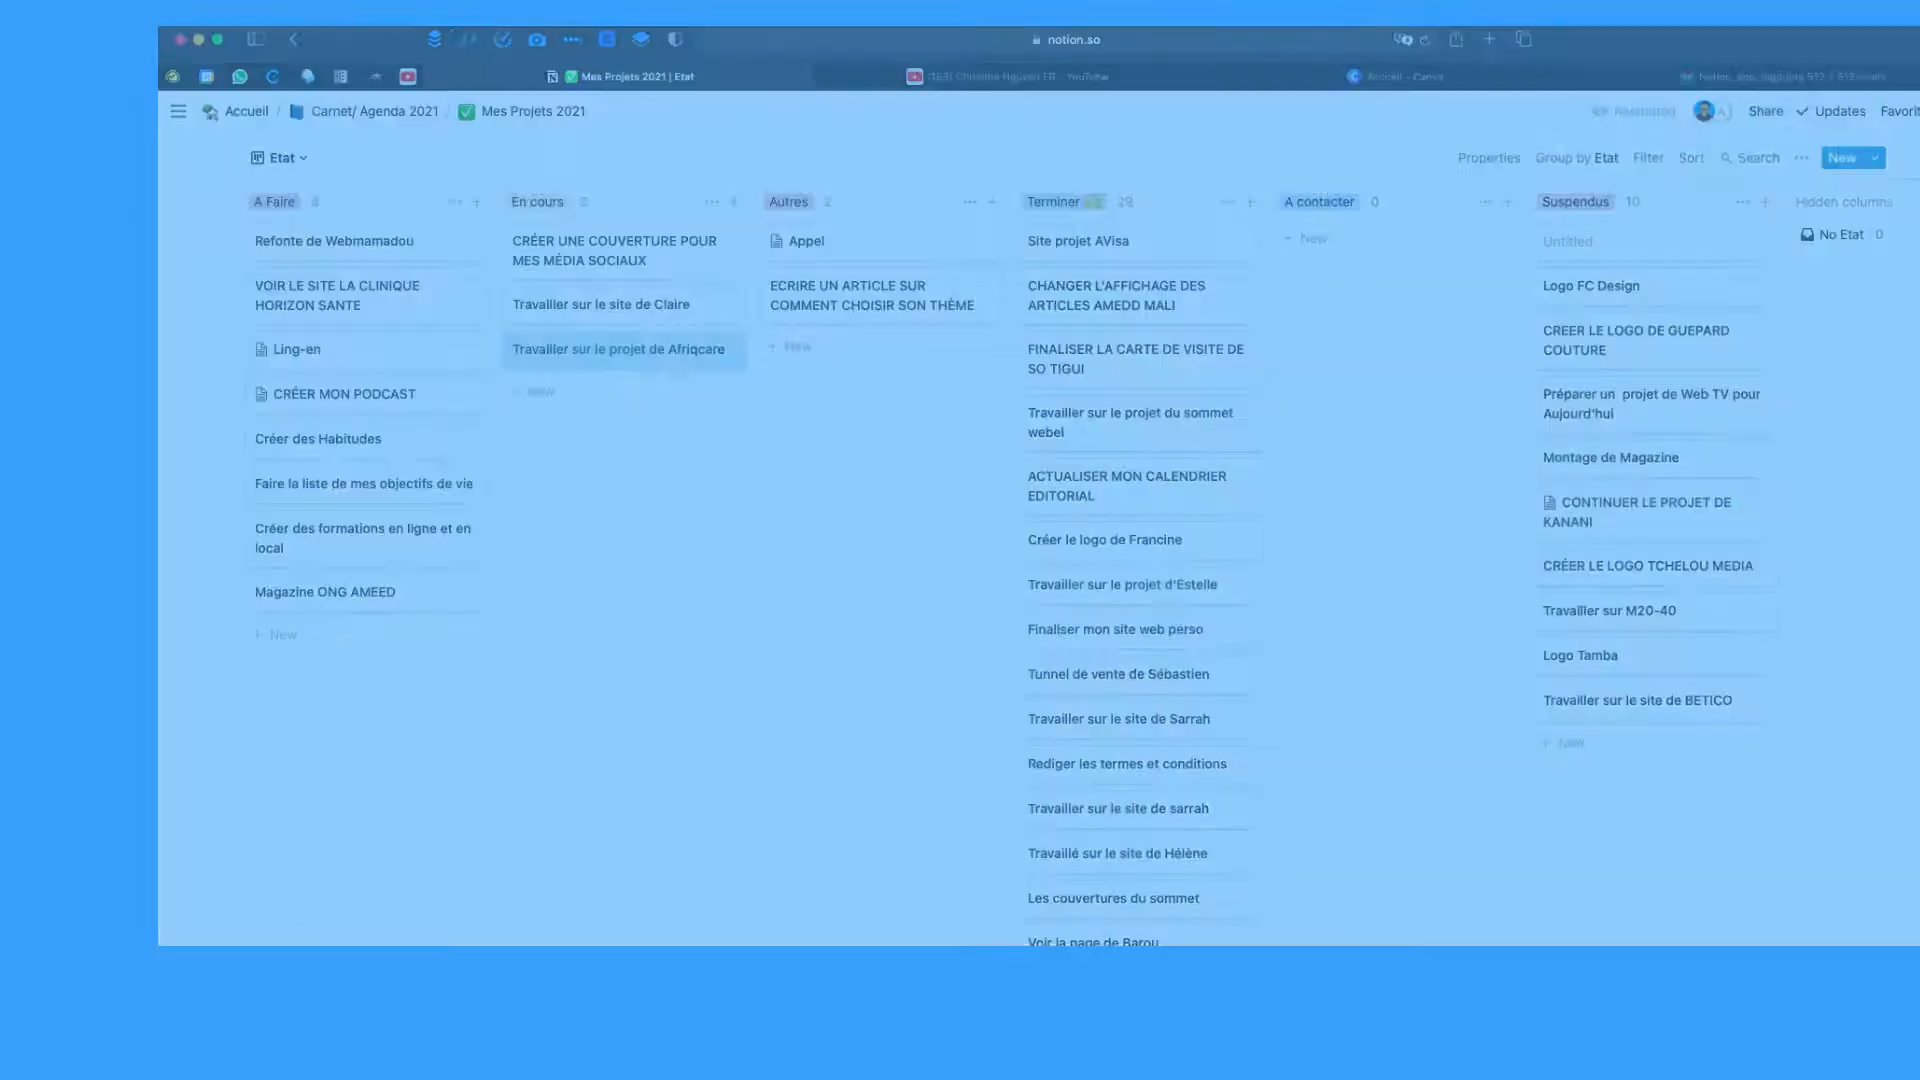 notion.so
Mes Projets 2021 | Etat
Christine Nguyen FR - YouTube
Accueil - Canva
Accueil / Carnet/ Agenda 2021 / Mes Projets 2021
Share Updates Favorit
Etat
Properties Group by Etat Filter Sort Search New
A Faire
Refonte de Webmamadou
VOIR LE SITE LA CLINIQUE
HORIZON SANTE
Ling-en
CRÉER MON PODCAST
Créer des Habitudes
Faire la liste de mes objectifs de vie
Créer des formations en ligne et en
local
Magazine ONG AMEED
+ New
En cours
CRÉER UNE COUVERTURE POUR
MES MÉDIA SOCIAUX
Travailler sur le site de Claire
Travailler sur le projet de Afriqcare
+ New
Autres 2
Appel
ECRIRE UN ARTICLE SUR
COMMENT CHOISIR SON THÈME
+ New
Terminer 29
Site projet AVisa
CHANGER L'AFFICHAGE DES
ARTICLES AMEDD MALI
FINALISER LA CARTE DE VISITE DE
SO TIGUI
Travailler sur le projet du sommet
webel
ACTUALISER MON CALENDRIER
EDITORIAL
Créer le logo de Francine
Travailler sur le projet d'Estelle
Finaliser mon site web perso
Tunnel de vente de Sébastien
Travailler sur le site de Sarrah
Rediger les termes et conditions
Travailler sur le site de sarrah
Travaillé sur le site de Hélène
Les couvertures du sommet
Voir la page de Barou
A contacter 0
+ New
Suspendus 10
Untitled
Logo FC Design
CREER LE LOGO DE GUEPARD
COUTURE
Préparer un projet de Web TV pour
Aujourd'hui
Montage de Magazine
CONTINUER LE PROJET DE
KANANI
CRÉER LE LOGO TCHELOU MEDIA
Travailler sur M20-40
Logo Tamba
Travailler sur le site de BETICO
+ New
Hidden columns
No Etat 0